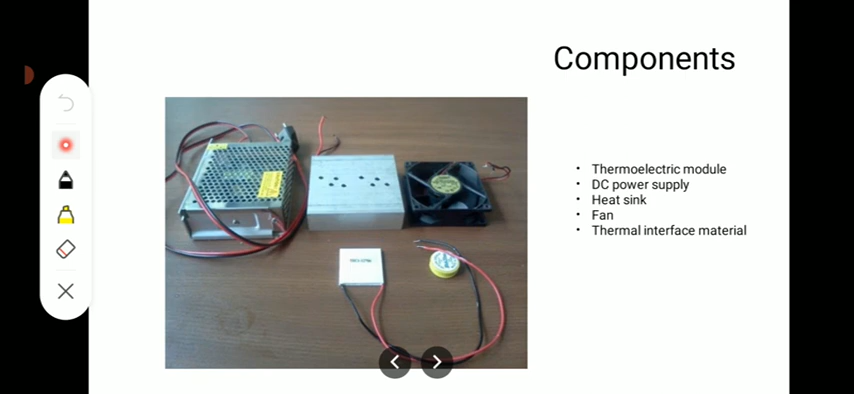 Components
Thermoelectric module
DC power supply
Heat sink
Fan
Thermal interface material